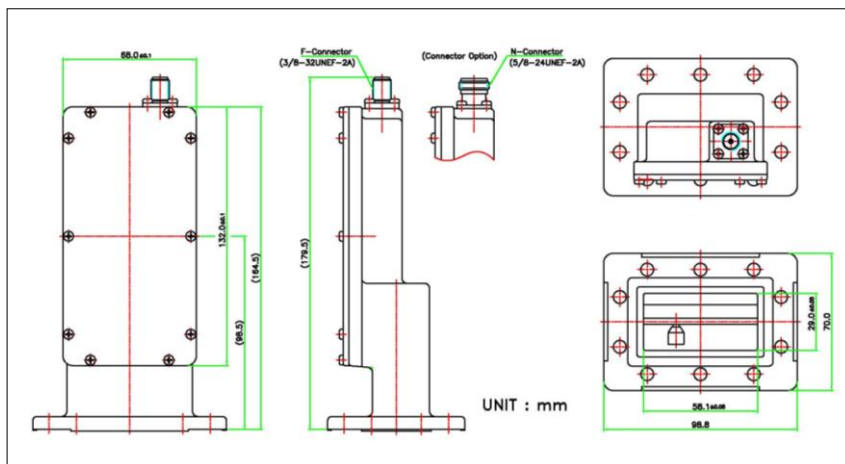 68.0±0.1
F-Connector
(3/8-32UNEF-2A)
(Connector Option)
N-Connector
(5/8-24UNEF-2A)
132.0±0.1
(164.5)
(98.5)
(179.5)
29.0±0.05
70.0
58.1±0.05
98.8
UNIT : mm